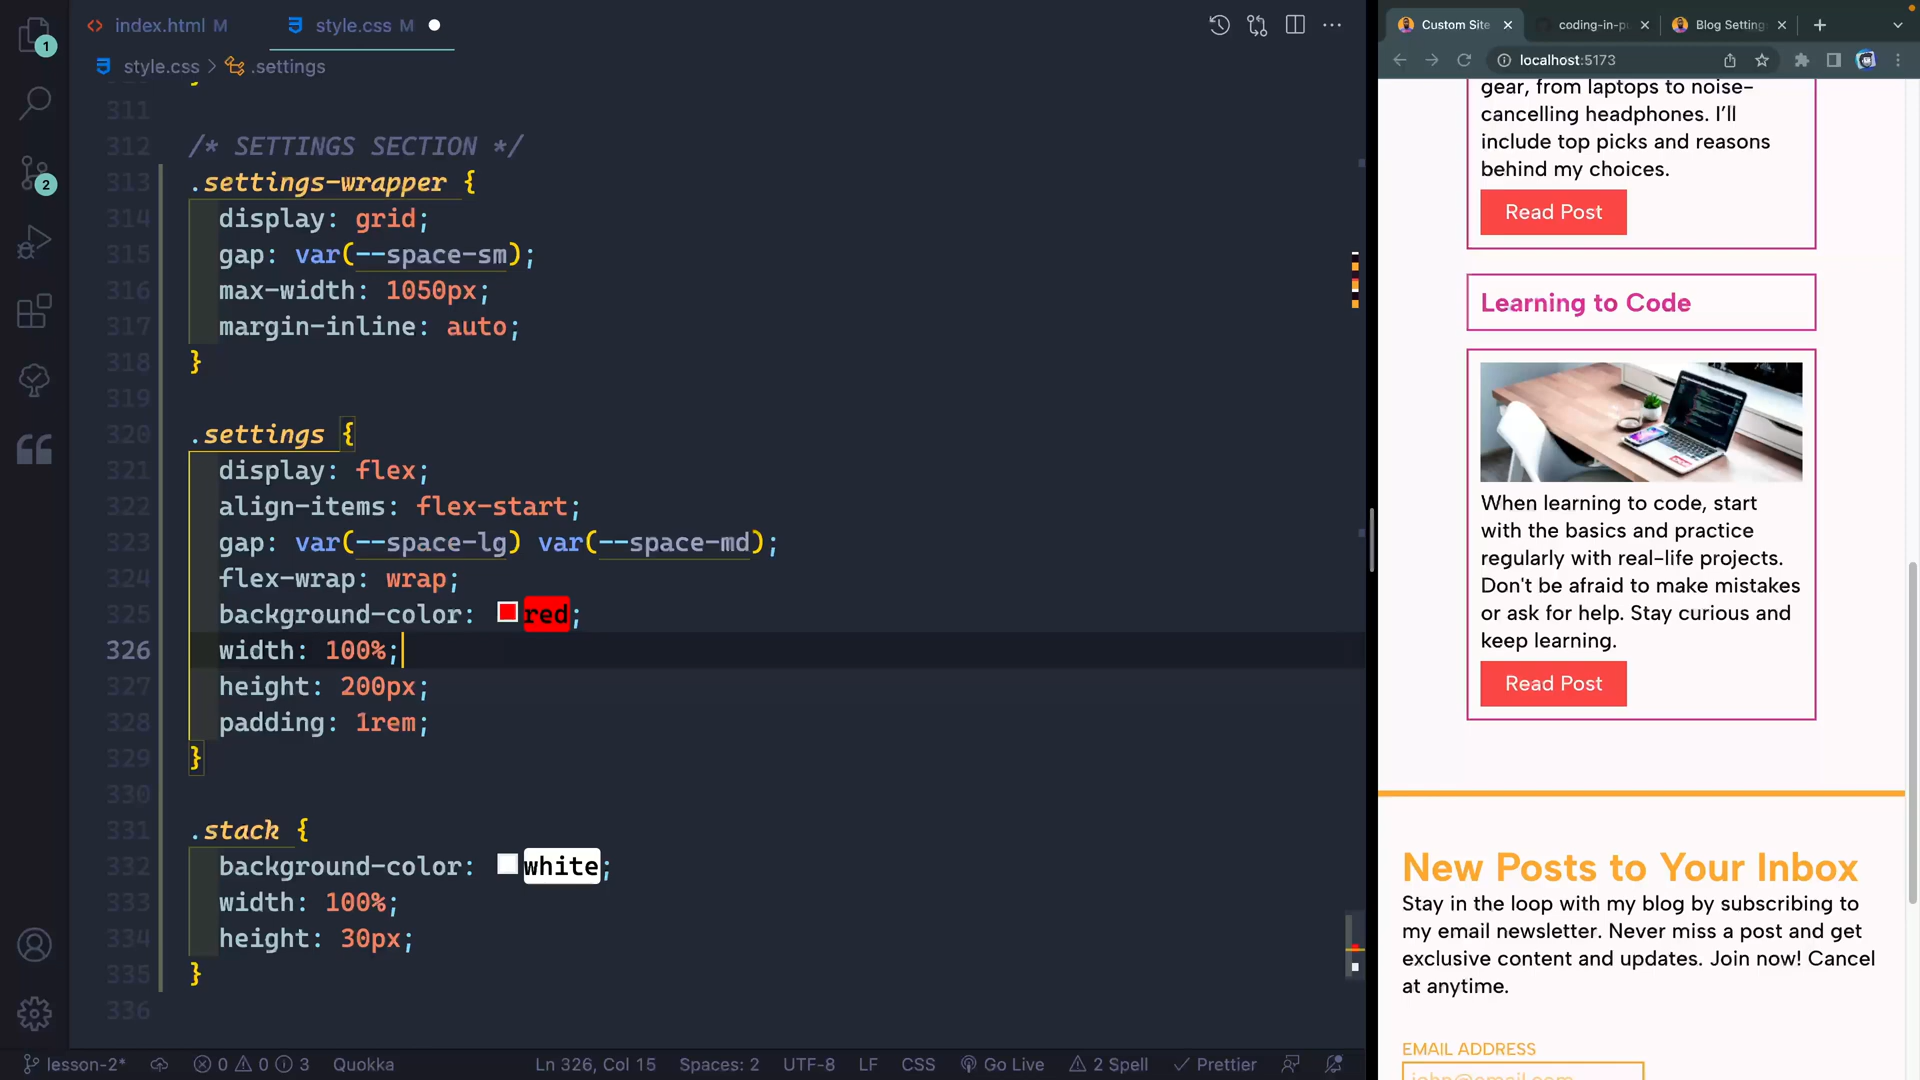 index.html M
style.css M
style.css > .settings
1
2
311
312 /* SETTINGS SECTION */
313 .settings-wrapper {
314 display: grid;
315 gap: var(--space-sm);
316 max-width: 1050px;
317 margin-inline: auto;
318 }
319
320 .settings {
321 display: flex;
322 align-items: flex-start;
323 gap: var(--space-lg) var(--space-md);
324 flex-wrap: wrap;
325 background-color: red;
326 width: 100%;
327 height: 200px;
328 padding: 1rem;
329 }
330
331 .stack {
332 background-color: white;
333 width: 100%;
334 height: 30px;
335 }
336
lesson-2* 0 0 3 Quokka Ln 326, Col 15 Spaces: 2 UTF-8 LF CSS Go Live 2 Spell Prettier
Custom Site
coding-in-pu
Blog Setting
localhost:5173
gear, from laptops to noise-
cancelling headphones. I’ll
include top picks and reasons
behind my choices.
Read Post
Learning to Code
When learning to code, start
with the basics and practice
regularly with real-life projects.
Don't be afraid to make mistakes
or ask for help. Stay curious and
keep learning.
Read Post
New Posts to Your Inbox
Stay in the loop with my blog by subscribing to
my email newsletter. Never miss a post and get
exclusive content and updates. Join now! Cancel
at anytime.
EMAIL ADDRESS
john@email.com